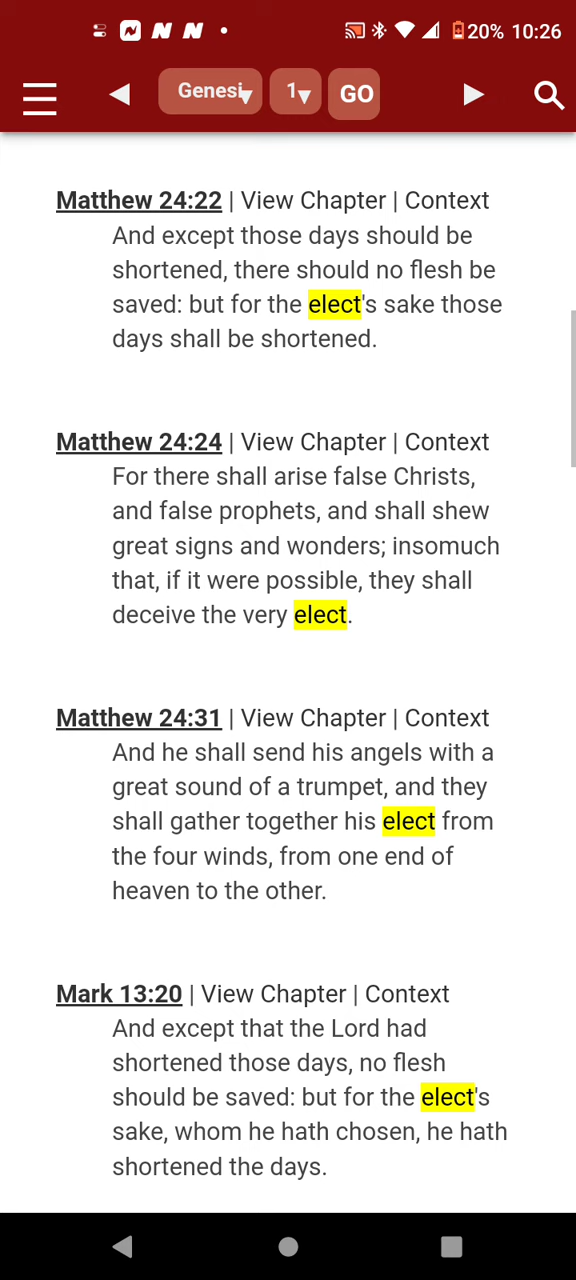 20% 10:26
Genesi 1 GO
Matthew 24:22 | View Chapter | Context
And except those days should be
shortened, there should no flesh be
saved: but for the elect's sake those
days shall be shortened.
Matthew 24:24 | View Chapter | Context
For there shall arise false Christs,
and false prophets, and shall shew
great signs and wonders; insomuch
that, if it were possible, they shall
deceive the very elect.
Matthew 24:31 | View Chapter | Context
And he shall send his angels with a
great sound of a trumpet, and they
shall gather together his elect from
the four winds, from one end of
heaven to the other.
Mark 13:20 | View Chapter | Context
And except that the Lord had
shortened those days, no flesh
should be saved: but for the elect's
sake, whom he hath chosen, he hath
shortened the days.